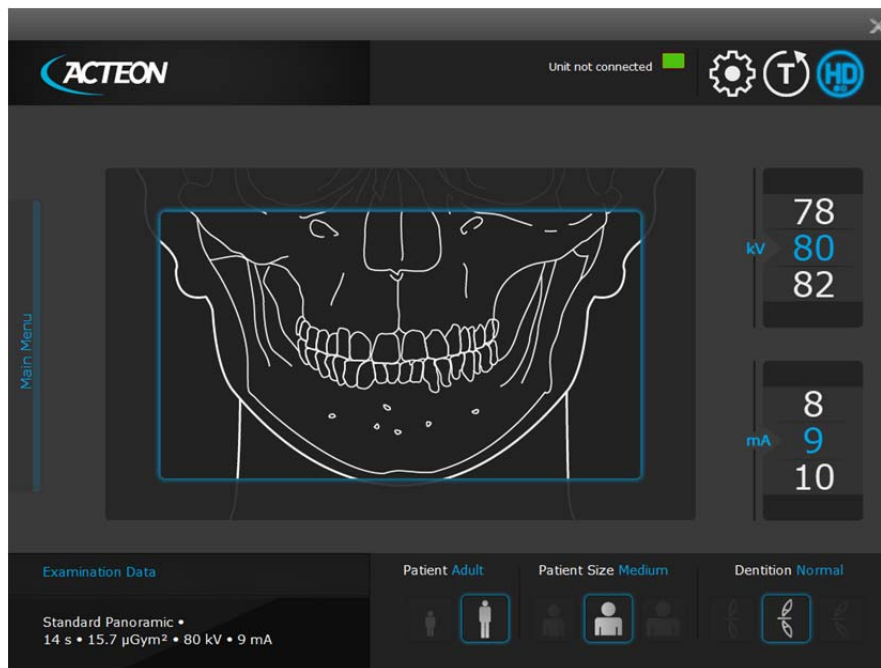 ACTEON
Unit not connected
T
HD
Main Menu
78
kV 80
82
8
mA 9
10
Examination Data
Patient Adult
Patient Size Medium
Dentition Normal
Standard Panoramic •
14 s • 15.7 µGym² • 80 kV • 9 mA